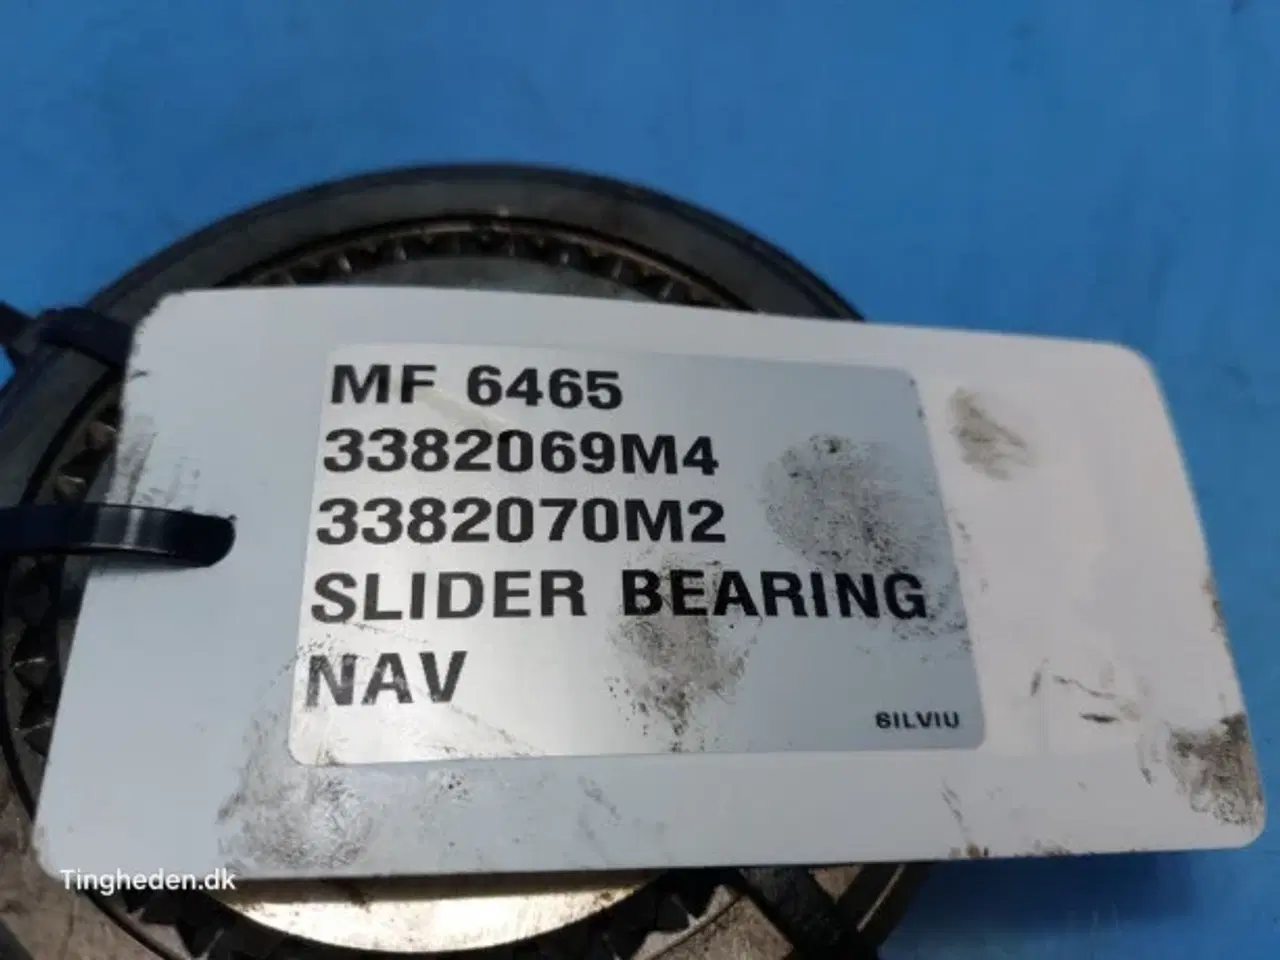 MF 6465
3382069M4
3382070M2
SLIDER BEARING
NAV
SILVIU
Tingheden.dk